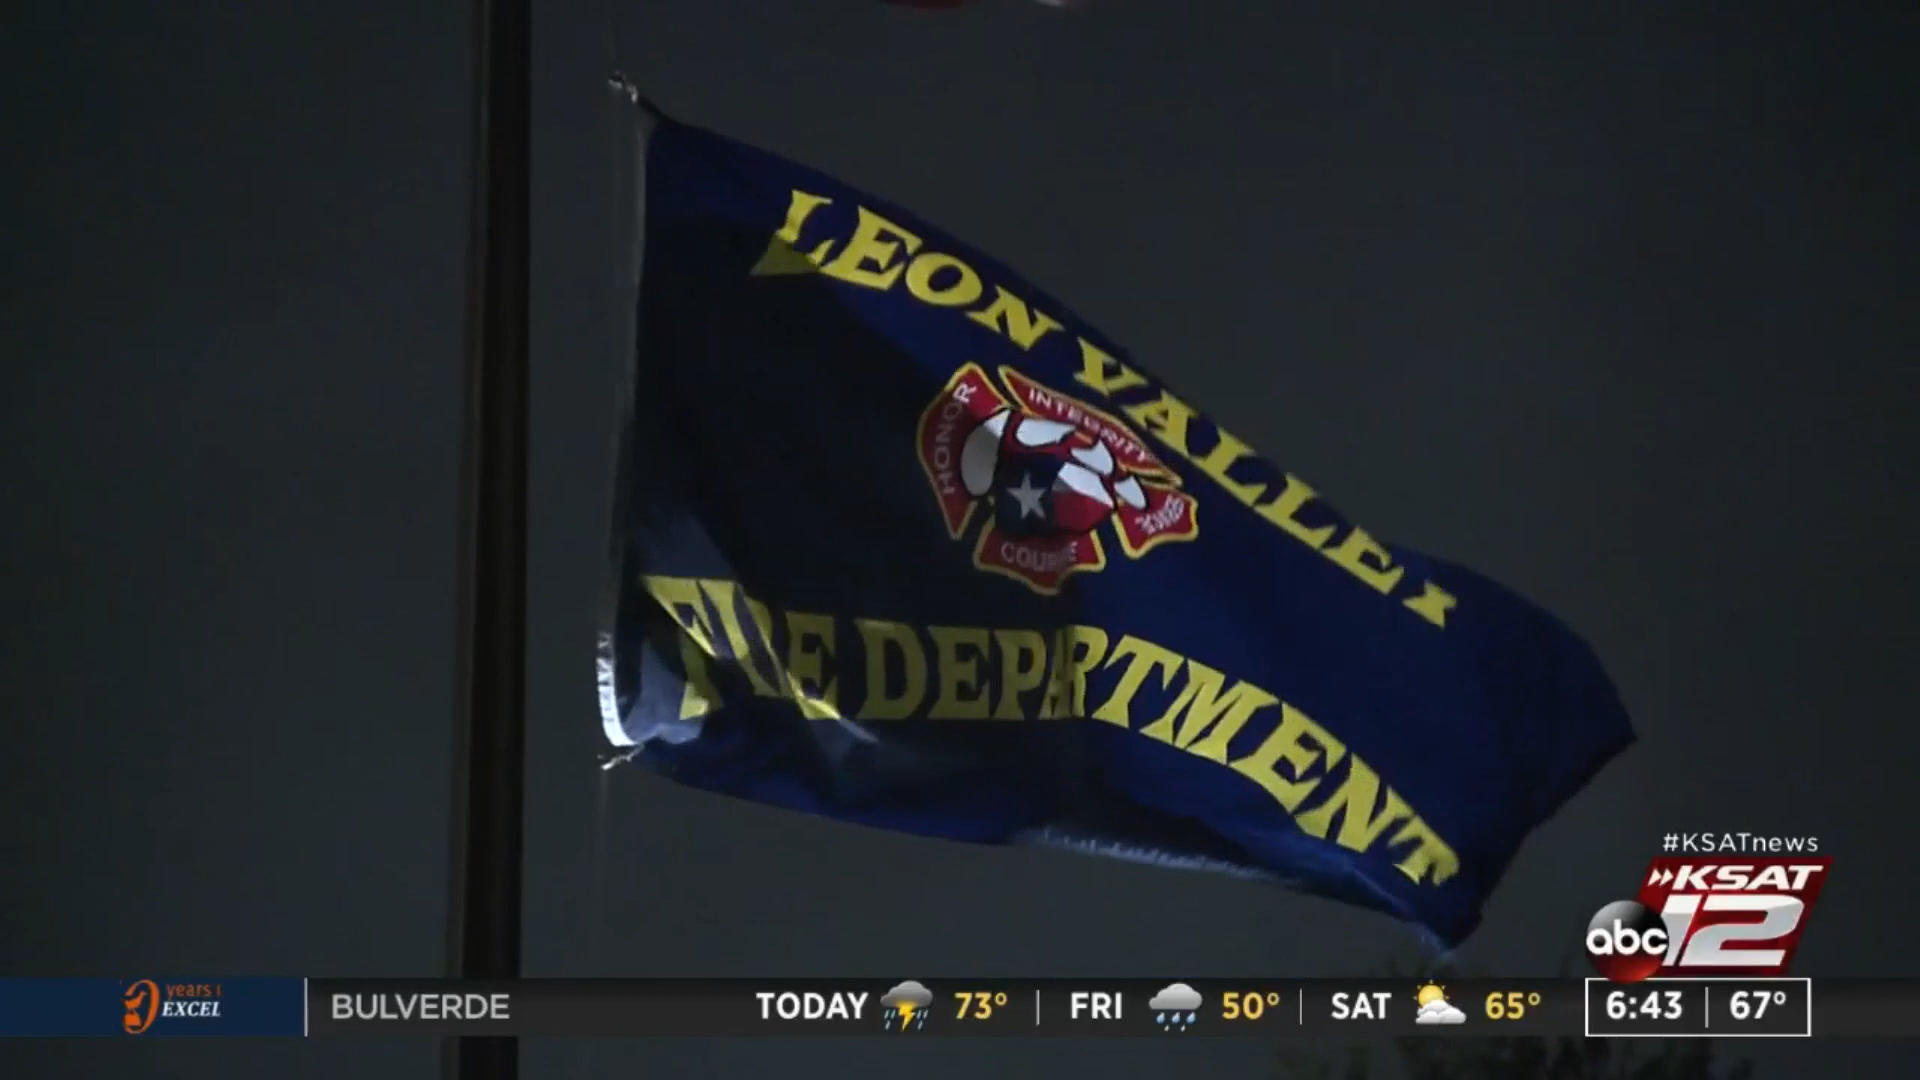 LEON VALLEY
HONOR
INTEGRITY
COURAGE
FIRE DEPARTMENT
#KSATnews
KSAT
abc 12
years
EXCEL
BULVERDE
TODAY 73° | FRI 50° | SAT 65°
6:43 | 67°